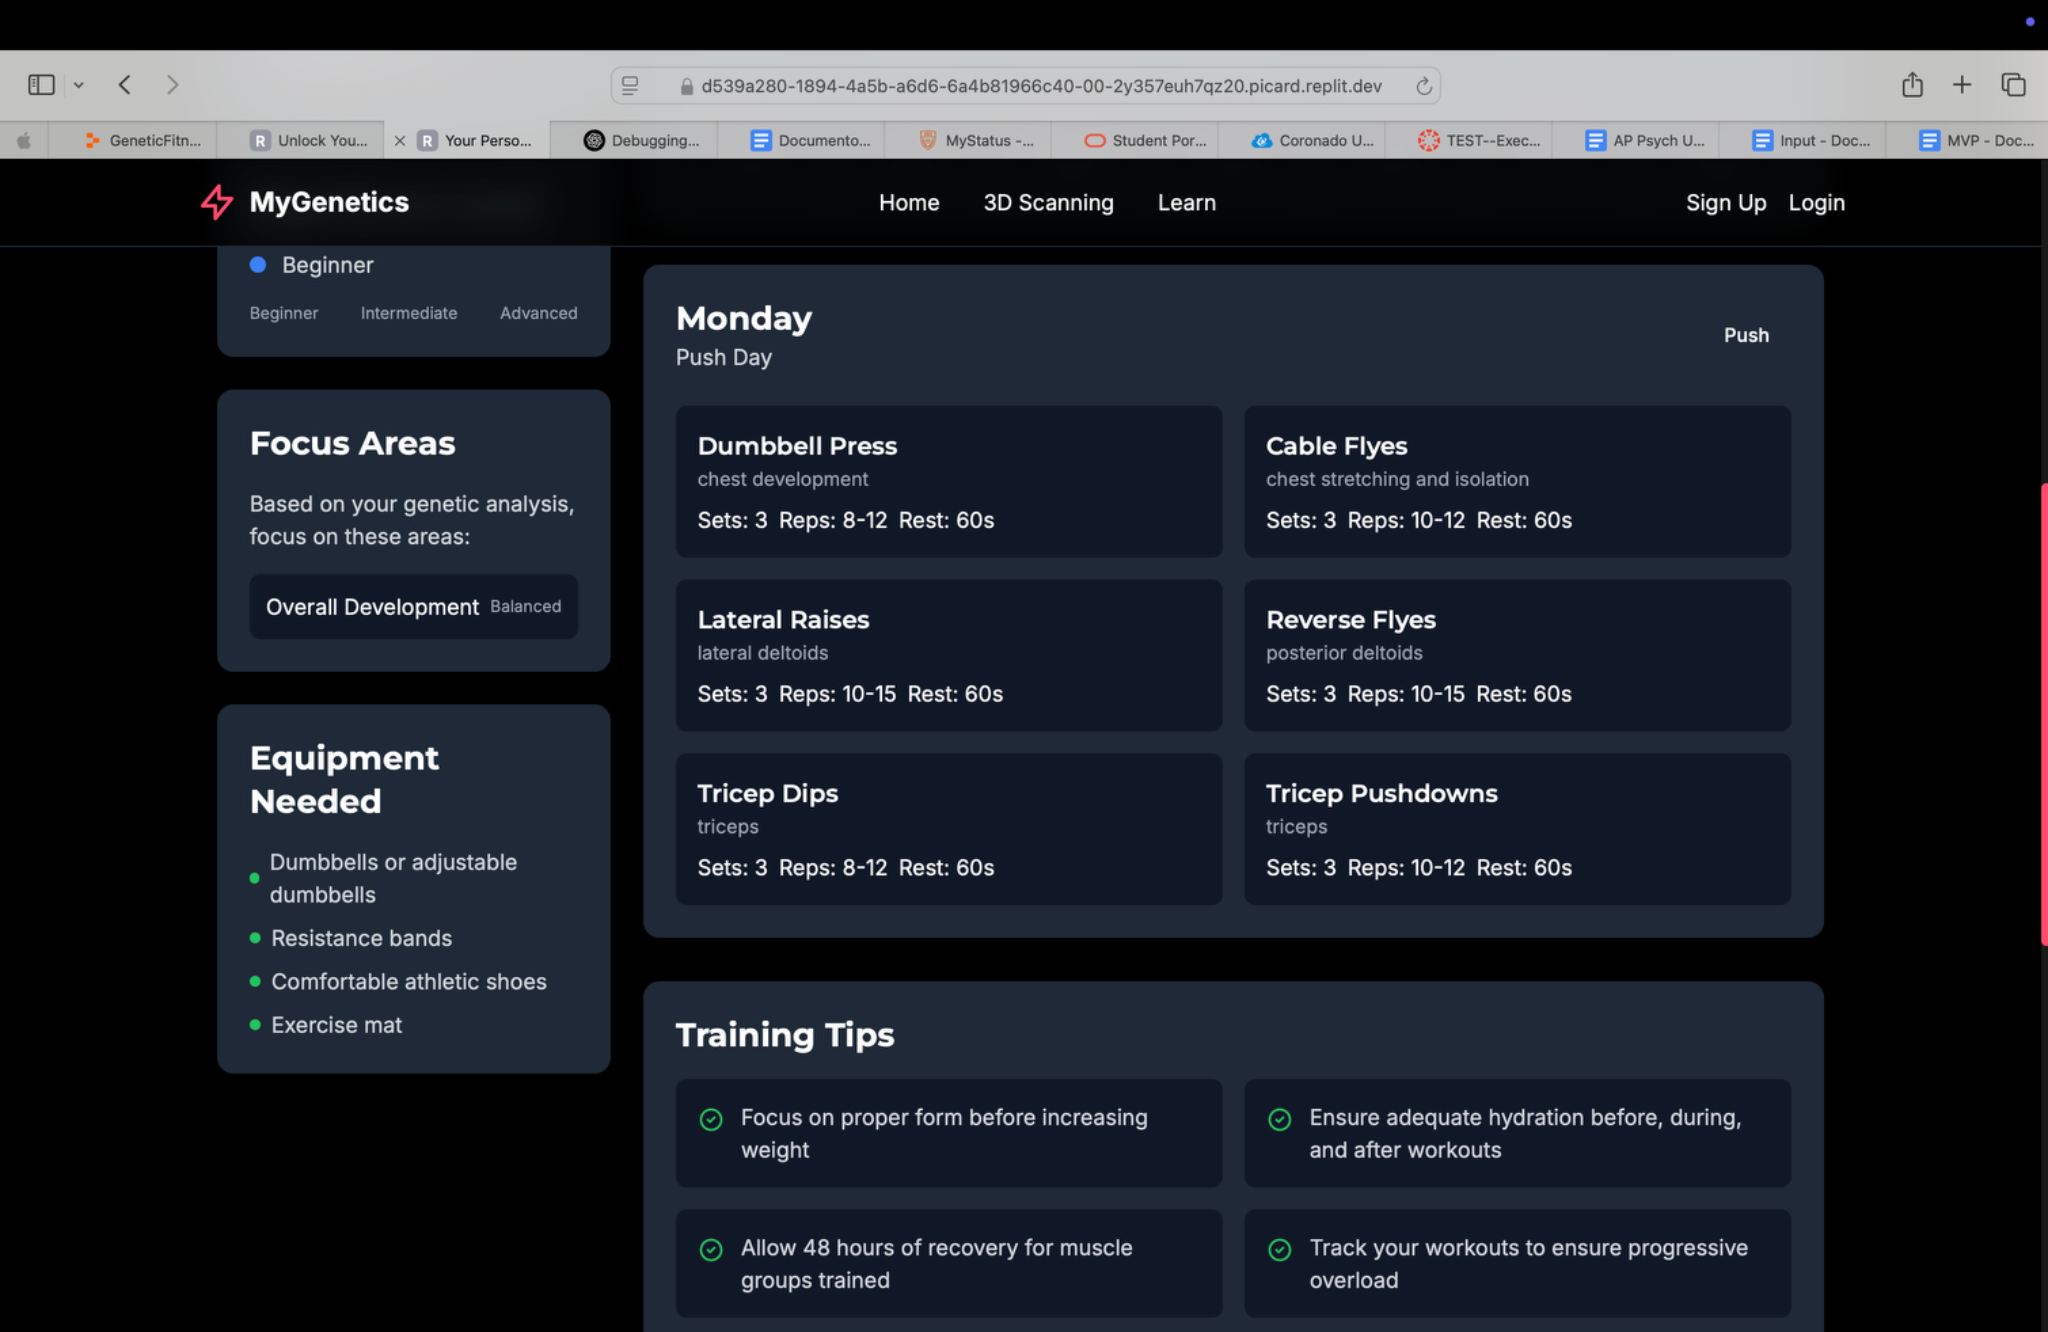 d539a280-1894-4a5b-a6d6-6a4b81966c40-00-2y357euh7qz20.picard.replit.dev
GeneticFitn...
Unlock You...
Your Perso...
Debugging...
Documento...
MyStatus -...
Student Por...
Coronado U...
TEST--Exec...
AP Psych U...
Input - Doc...
MVP - Doc...
MyGenetics
Home
3D Scanning
Learn
Sign Up
Login
Beginner
Beginner Intermediate Advanced
Focus Areas
Based on your genetic analysis,
focus on these areas:
Overall Development Balanced
Equipment
Needed
Dumbbells or adjustable
dumbbells
Resistance bands
Comfortable athletic shoes
Exercise mat
Monday
Push Day
Push
Dumbbell Press
chest development
Sets: 3 Reps: 8-12 Rest: 60s
Cable Flyes
chest stretching and isolation
Sets: 3 Reps: 10-12 Rest: 60s
Lateral Raises
lateral deltoids
Sets: 3 Reps: 10-15 Rest: 60s
Reverse Flyes
posterior deltoids
Sets: 3 Reps: 10-15 Rest: 60s
Tricep Dips
triceps
Sets: 3 Reps: 8-12 Rest: 60s
Tricep Pushdowns
triceps
Sets: 3 Reps: 10-12 Rest: 60s
Training Tips
Focus on proper form before increasing
weight
Ensure adequate hydration before, during,
and after workouts
Allow 48 hours of recovery for muscle
groups trained
Track your workouts to ensure progressive
overload